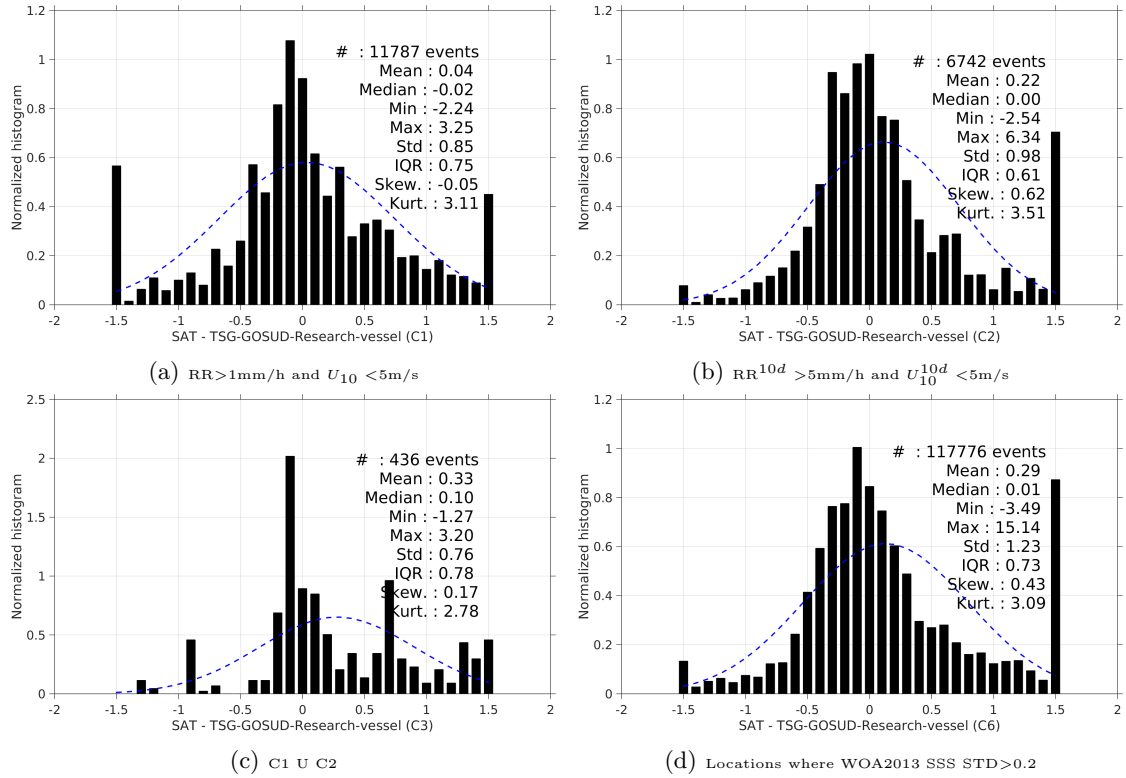 1.2
1
0.8
0.6
0.4
0.2
0
-2
-1.5
-1
-0.5
0
0.5
1
1.5
2
Normalized histogram
SAT - TSG-GOSUD-Research-vessel (C1)
# : 11787 events
Mean : 0.04
Median : -0.02
Min : -2.24
Max : 3.25
Std : 0.85
IQR : 0.75
Skew. : -0.05
Kurt. : 3.11
(a) RR>1mm/h and U10 <5m/s
1.2
1
0.8
0.6
0.4
0.2
0
-2
-1.5
-1
-0.5
0
0.5
1
1.5
2
Normalized histogram
SAT - TSG-GOSUD-Research-vessel (C2)
# : 6742 events
Mean : 0.22
Median : 0.00
Min : -2.54
Max : 6.34
Std : 0.98
IQR : 0.61
Skew. : 0.62
Kurt. : 3.51
(b) RR10d >5mm/h and U10d10 <5m/s
2.5
2
1.5
1
0.5
0
-2
-1.5
-1
-0.5
0
0.5
1
1.5
2
Normalized histogram
SAT - TSG-GOSUD-Research-vessel (C3)
# : 436 events
Mean : 0.33
Median : 0.10
Min : -1.27
Max : 3.20
Std : 0.76
IQR : 0.78
Skew. : 0.17
Kurt. : 2.78
(c) C1 U C2
1.2
1
0.8
0.6
0.4
0.2
0
-2
-1.5
-1
-0.5
0
0.5
1
1.5
2
Normalized histogram
SAT - TSG-GOSUD-Research-vessel (C6)
# : 117776 events
Mean : 0.29
Median : 0.01
Min : -3.49
Max : 15.14
Std : 1.23
IQR : 0.73
Skew. : 0.43
Kurt. : 3.09
(d) Locations where WOA2013 SSS STD>0.2